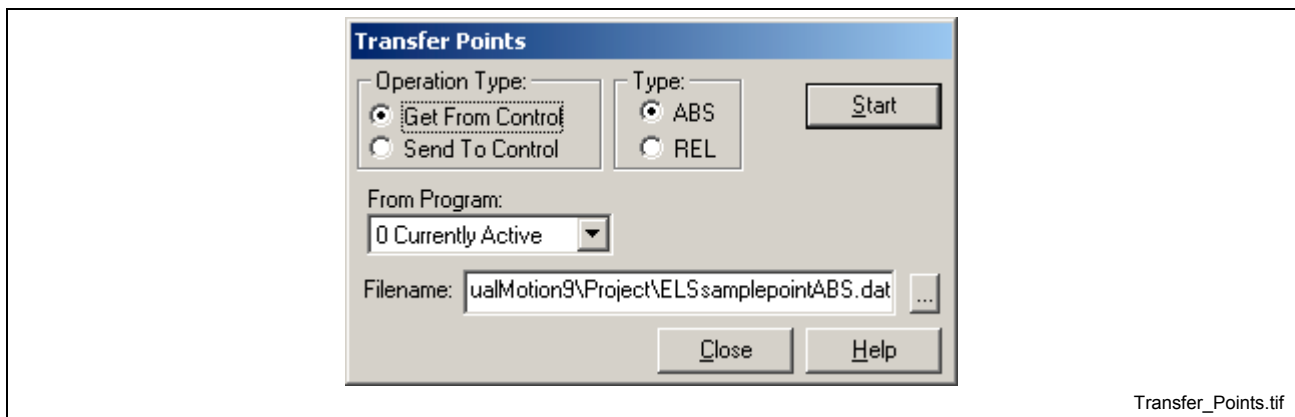 Transfer Points
Operation Type:
Get From Control
Send To Control
Type:
ABS
REL
Start
From Program:
0 Currently Active
Filename: ualMotion9\Project\ELSsamplepointABS.dat ...
Close Help
Transfer_Points.tif